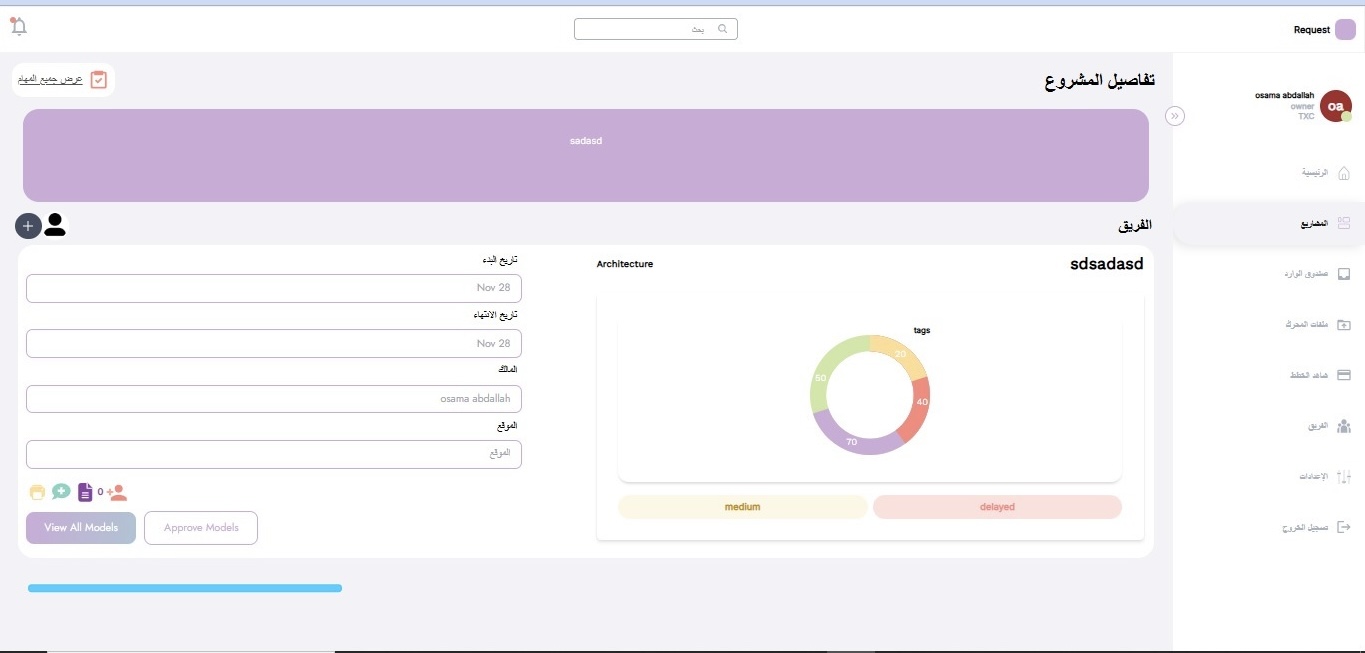 Request
بحث
osama abdallah
owner
TXC
oa
الرئيسية
المشاريع
صندوق الوارد
ملفات المحرك
شاهد الخطط
الفريق
الإعدادات
تسجيل الخروج
تفاصيل المشروع
عرض جميع المهام
sadasd
الفريق
sdsadasd
Architecture
tags
20
40
70
50
delayed
medium
تاريخ البدء
Nov 28
تاريخ الانتهاء
Nov 28
المالك
osama abdallah
الموقع
الموقع
0
View All Models
Approve Models